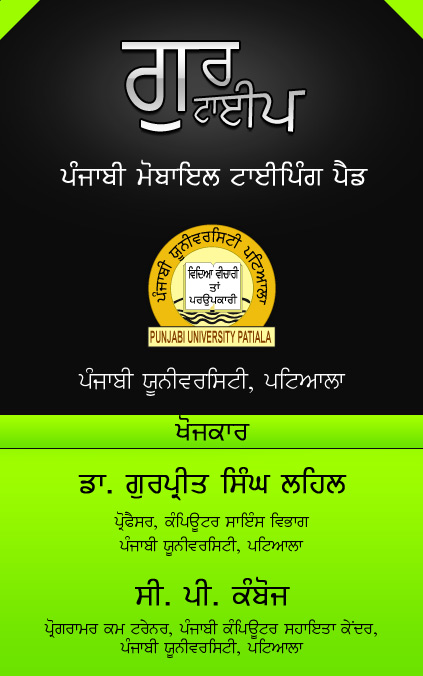 ਗੁਰ
ਟਾਈਪ
ਪੰਜਾਬੀ ਮੋਬਾਇਲ ਟਾਈਪਿੰਗ ਪੈਡ
ਪੰਜਾਬੀ ਯੂਨੀਵਰਸਿਟੀ ਪਟਿਆਲਾ
ਵਿਦਿਆ ਵੀਚਾਰੀ
ਤਾਂ
ਪਰਉਪਕਾਰੀ
PUNJABI UNIVERSITY PATIALA
ਪੰਜਾਬੀ ਯੂਨੀਵਰਸਿਟੀ, ਪਟਿਆਲਾ
ਖੋਜਕਾਰ
ਡਾ. ਗੁਰਪ੍ਰੀਤ ਸਿੰਘ ਲਹਿਲ
ਪ੍ਰੋਫੈਸਰ, ਕੰਪਿਊਟਰ ਸਾਇੰਸ ਵਿਭਾਗ
ਪੰਜਾਬੀ ਯੂਨੀਵਰਸਿਟੀ, ਪਟਿਆਲਾ
ਸੀ. ਪੀ. ਕੰਬੋਜ
ਪ੍ਰੋਗਰਾਮਰ ਕਮ ਟਰੇਨਰ, ਪੰਜਾਬੀ ਕੰਪਿਊਟਰ ਸਹਾਇਤਾ ਕੇਂਦਰ,
ਪੰਜਾਬੀ ਯੂਨੀਵਰਸਿਟੀ, ਪਟਿਆਲਾ